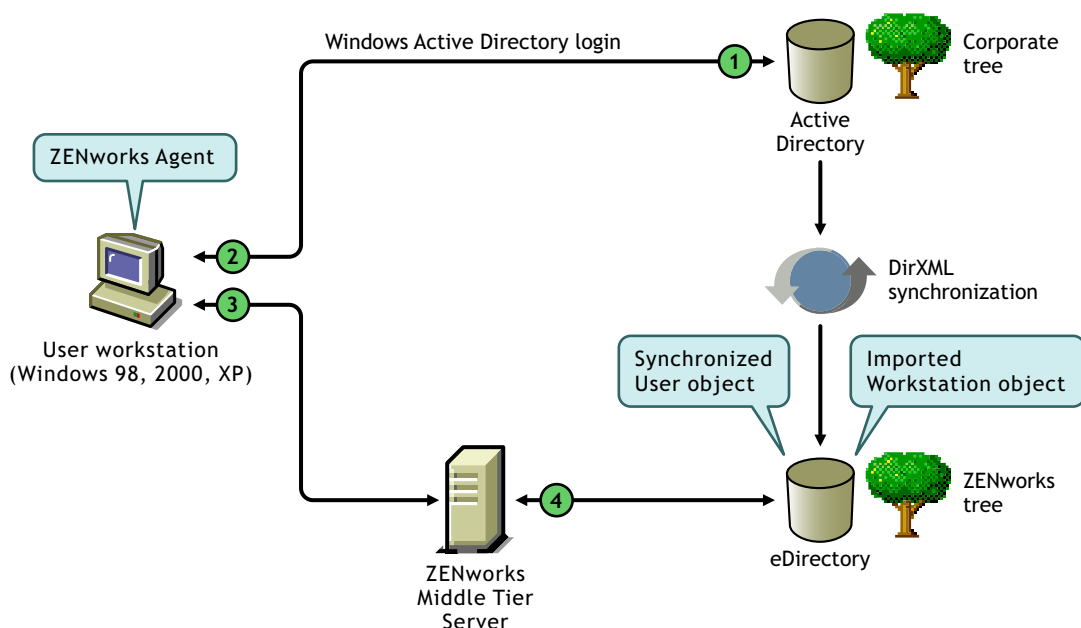 Windows Active Directory login
1
Corporate
tree
Active
Directory
ZENworks Agent
2
3
User workstation
(Windows 98, 2000, XP)
DirXML
synchronization
Synchronized
User object
Imported
Workstation object
4
ZENworks
tree
eDirectory
ZENworks
Middle Tier
Server